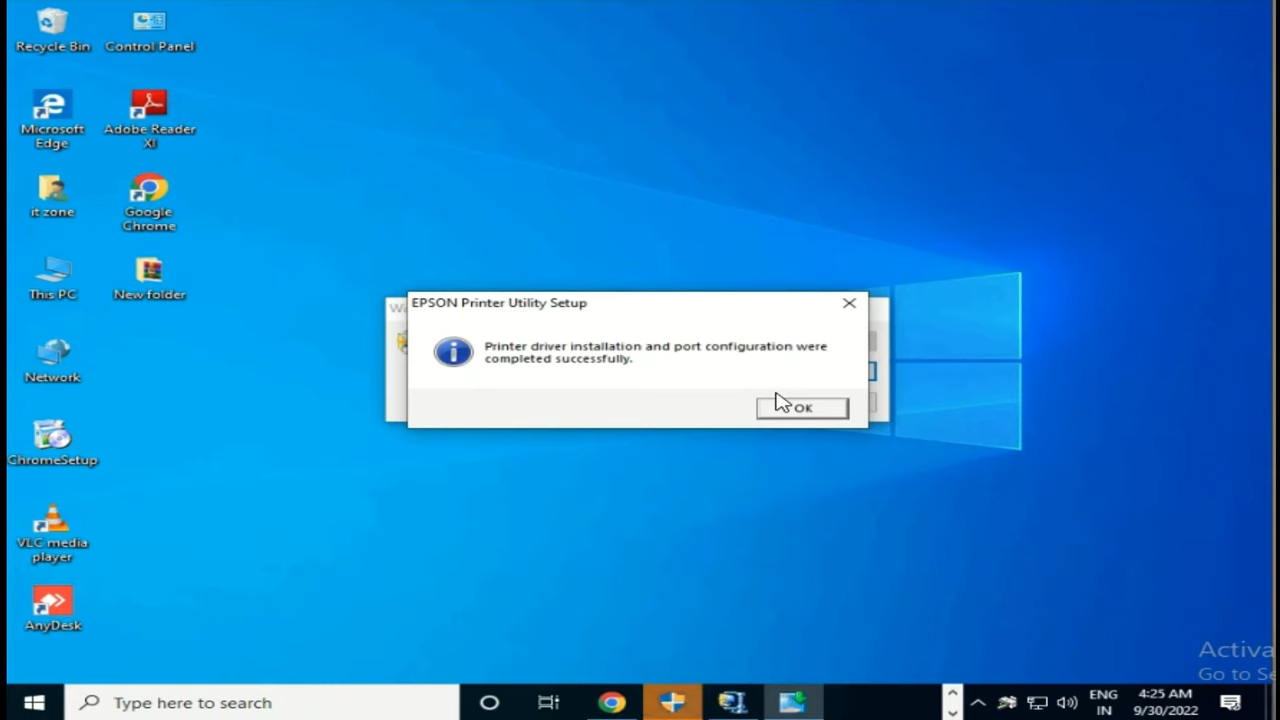 Recycle Bin
Control Panel
Microsoft
Edge
Adobe Reader
XI
it zone
Google
Chrome
This PC
New folder
Network
ChromeSetup
VLC media
player
AnyDesk
EPSON Printer Utility Setup
Printer driver installation and port configuration were
completed successfully.
OK
Activa
Go to Se
Type here to search
ENG
IN
4:25 AM
9/30/2022